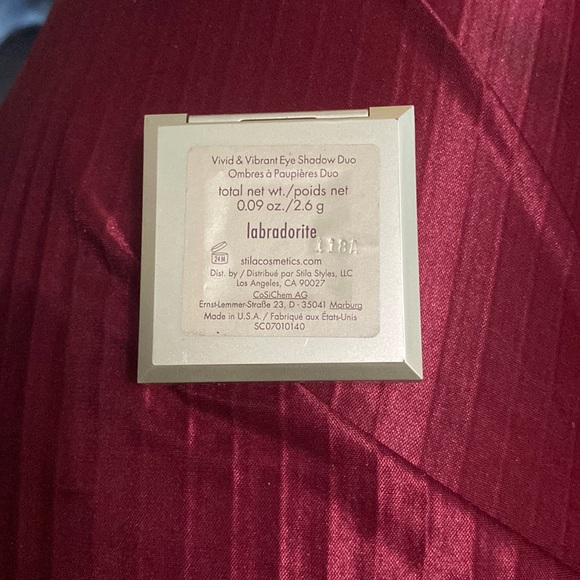 Vivid & Vibrant Eye Shadow Duo
Ombres à Paupières Duo
total net wt./poids net
0.09 oz./2.6 g
labradorite
418A
24 M
stilacosmetics.com
Dist. by / Distribué par Stila Styles, LLC
Los Angeles, CA 90027
CoSiChem AG
Ernst-Lemmer-Straße 23, D - 35041 Marburg
Made in U.S.A. / Fabriqué aux États-Unis
SC07010140